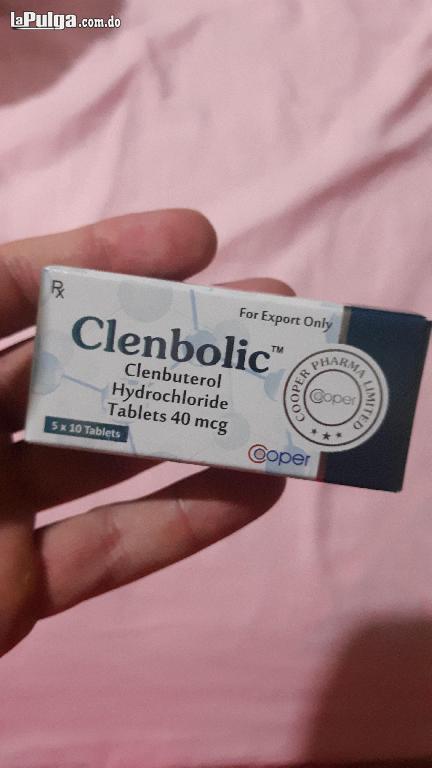 laPulga.com.do
Rx
For Export Only
Clenbolic™
Clenbuterol
Hydrochloride
Tablets 40 mcg
5 x 10 Tablets
COOPER PHARMA LIMITED
Cooper
Cooper